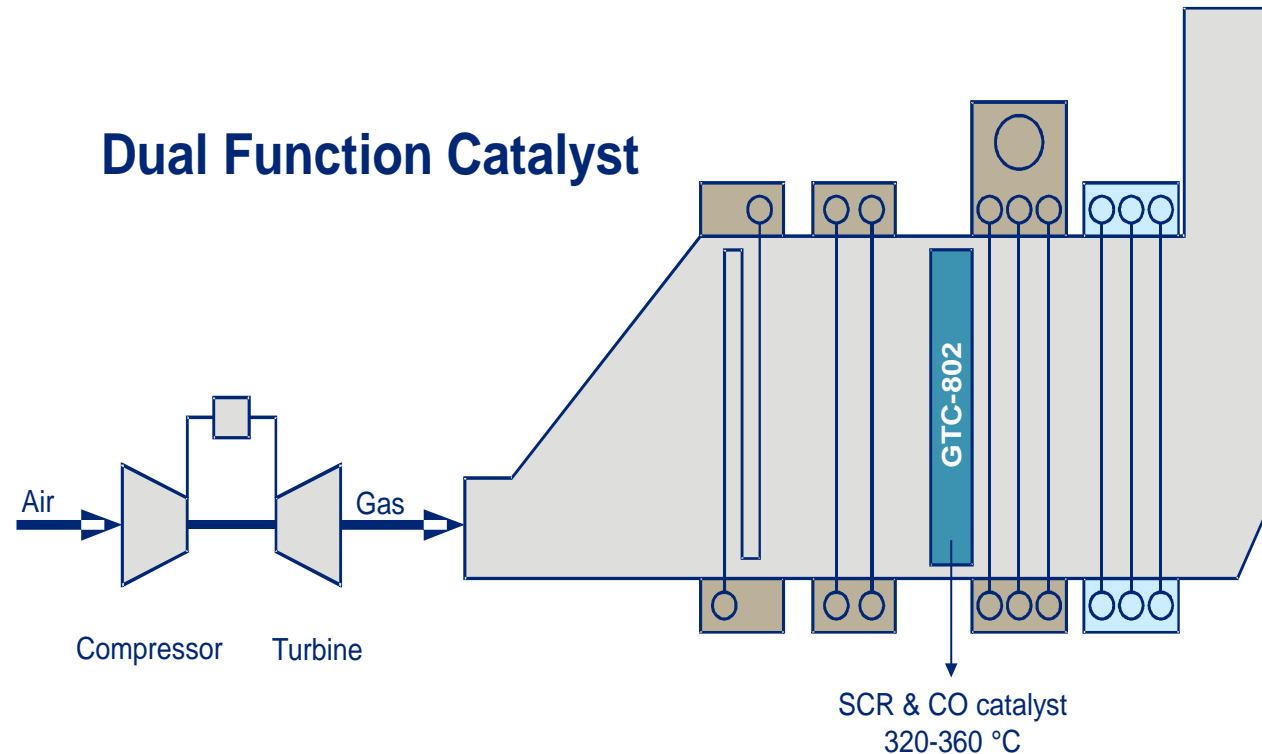 Dual Function Catalyst
GTC-802
Air
Gas
Compressor
Turbine
SCR & CO catalyst
320-360 °C